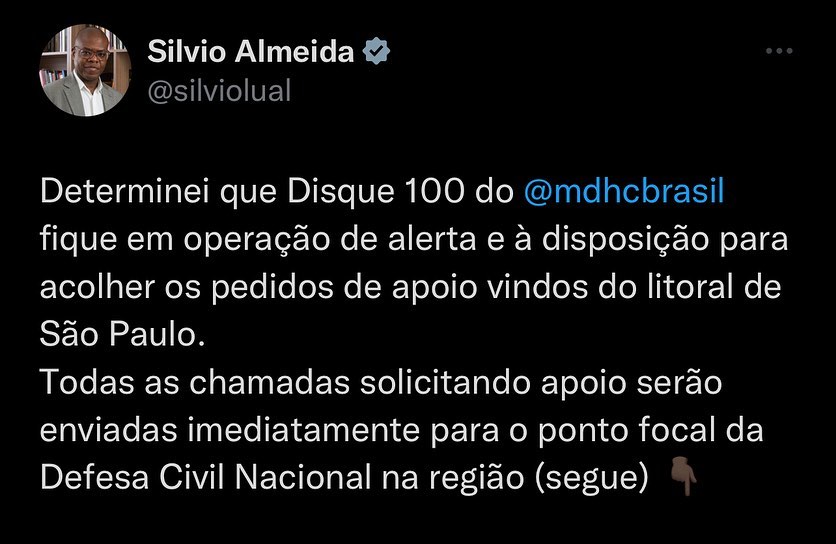 Silvio Almeida
@silviolual
Determinei que Disque 100 do @mdhcbrasil
fique em operação de alerta e à disposição para
acolher os pedidos de apoio vindos do litoral de
São Paulo.
Todas as chamadas solicitando apoio serão
enviadas imediatamente para o ponto focal da
Defesa Civil Nacional na região (segue) 👇🏿